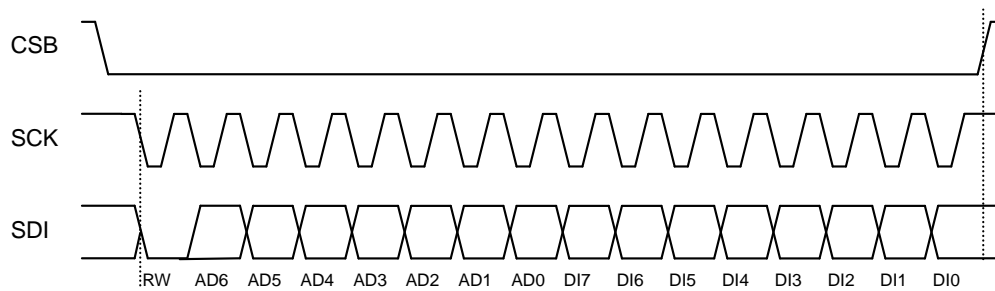 CSB
SCK
SDI
RW AD6 AD5 AD4 AD3 AD2 AD1 AD0 DI7 DI6 DI5 DI4 DI3 DI2 DI1 DI0